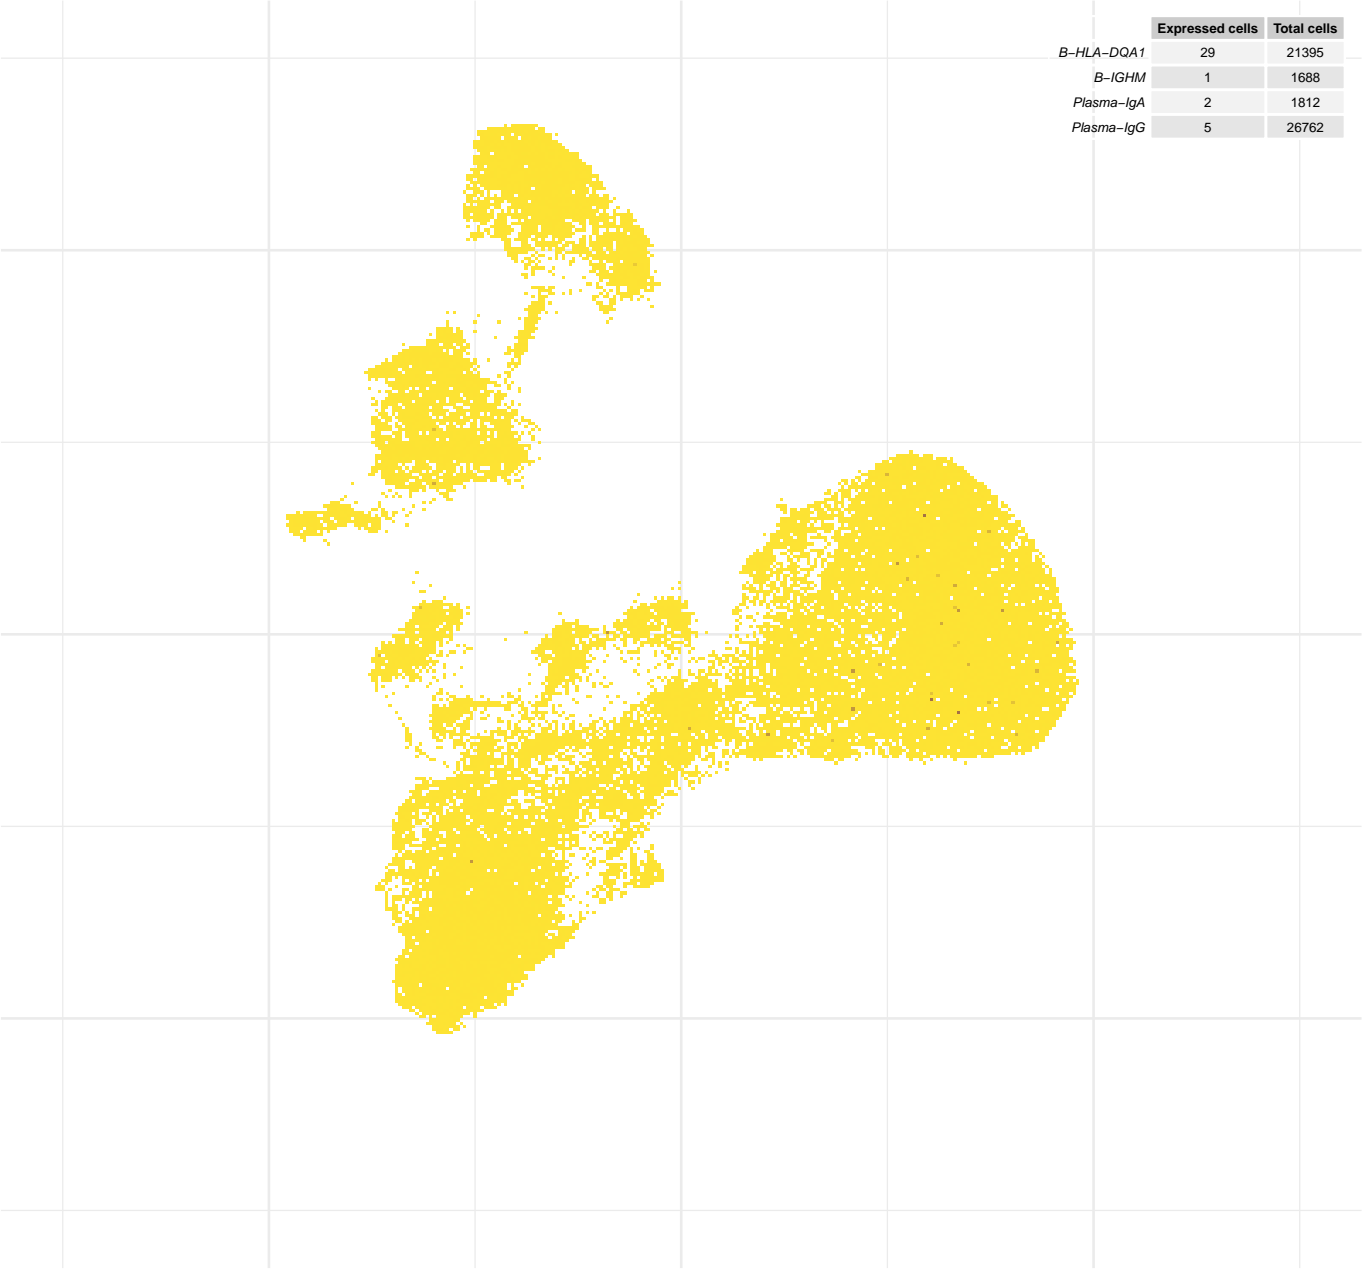 Expressed cells Total cells
B−HLA−DQA1 29 21395
B−IGHM 1 1688
Plasma−IgA 2 1812
Plasma−IgG 5 26762